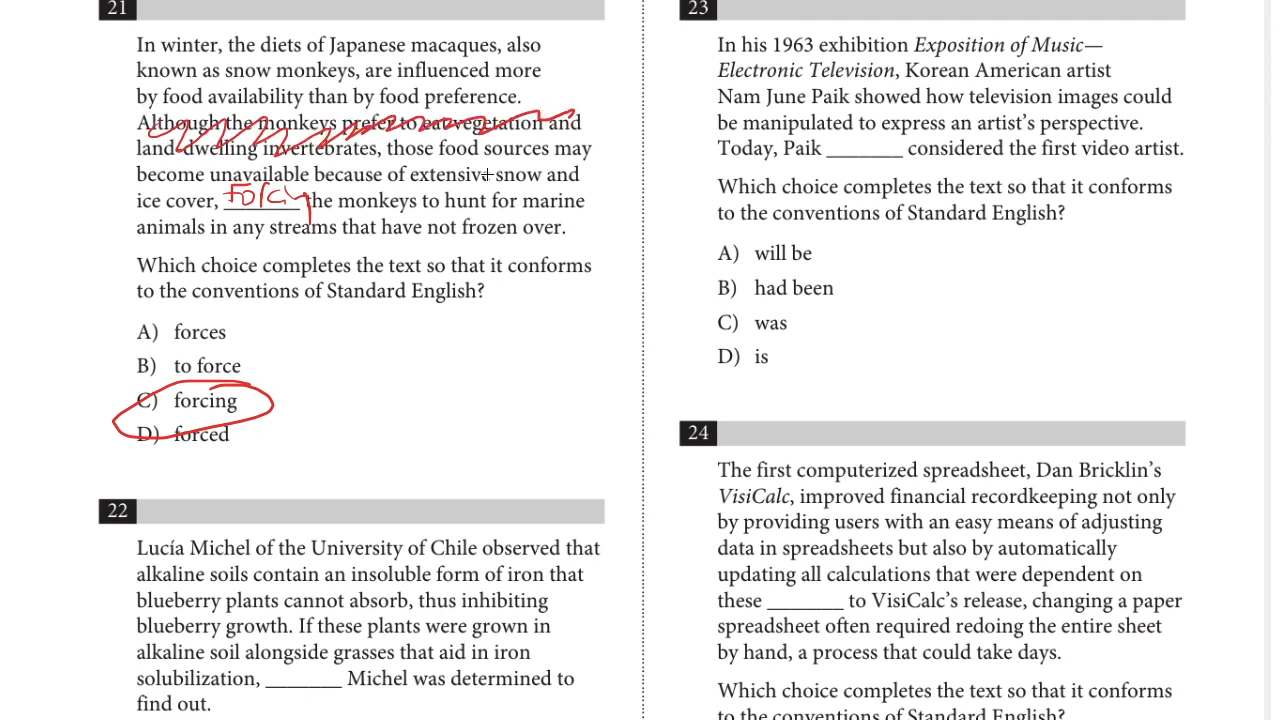 21
In winter, the diets of Japanese macaques, also
known as snow monkeys, are influenced more
by food availability than by food preference.
Although the monkeys prefer to eat vegetation and
land-dwelling invertebrates, those food sources may
become unavailable because of extensive snow and
ice cover, forcing the monkeys to hunt for marine
animals in any streams that have not frozen over.
Which choice completes the text so that it conforms
to the conventions of Standard English?
A) forces
B) to force
C) forcing
D) forced
22
Lucía Michel of the University of Chile observed that
alkaline soils contain an insoluble form of iron that
blueberry plants cannot absorb, thus inhibiting
blueberry growth. If these plants were grown in
alkaline soil alongside grasses that aid in iron
solubilization, _______ Michel was determined to
find out.
23
In his 1963 exhibition Exposition of Music—
Electronic Television, Korean American artist
Nam June Paik showed how television images could
be manipulated to express an artist’s perspective.
Today, Paik _______ considered the first video artist.
Which choice completes the text so that it conforms
to the conventions of Standard English?
A) will be
B) had been
C) was
D) is
24
The first computerized spreadsheet, Dan Bricklin’s
VisiCalc, improved financial recordkeeping not only
by providing users with an easy means of adjusting
data in spreadsheets but also by automatically
updating all calculations that were dependent on
these _______ to VisiCalc’s release, changing a paper
spreadsheet often required redoing the entire sheet
by hand, a process that could take days.
Which choice completes the text so that it conforms
to the conventions of Standard English?